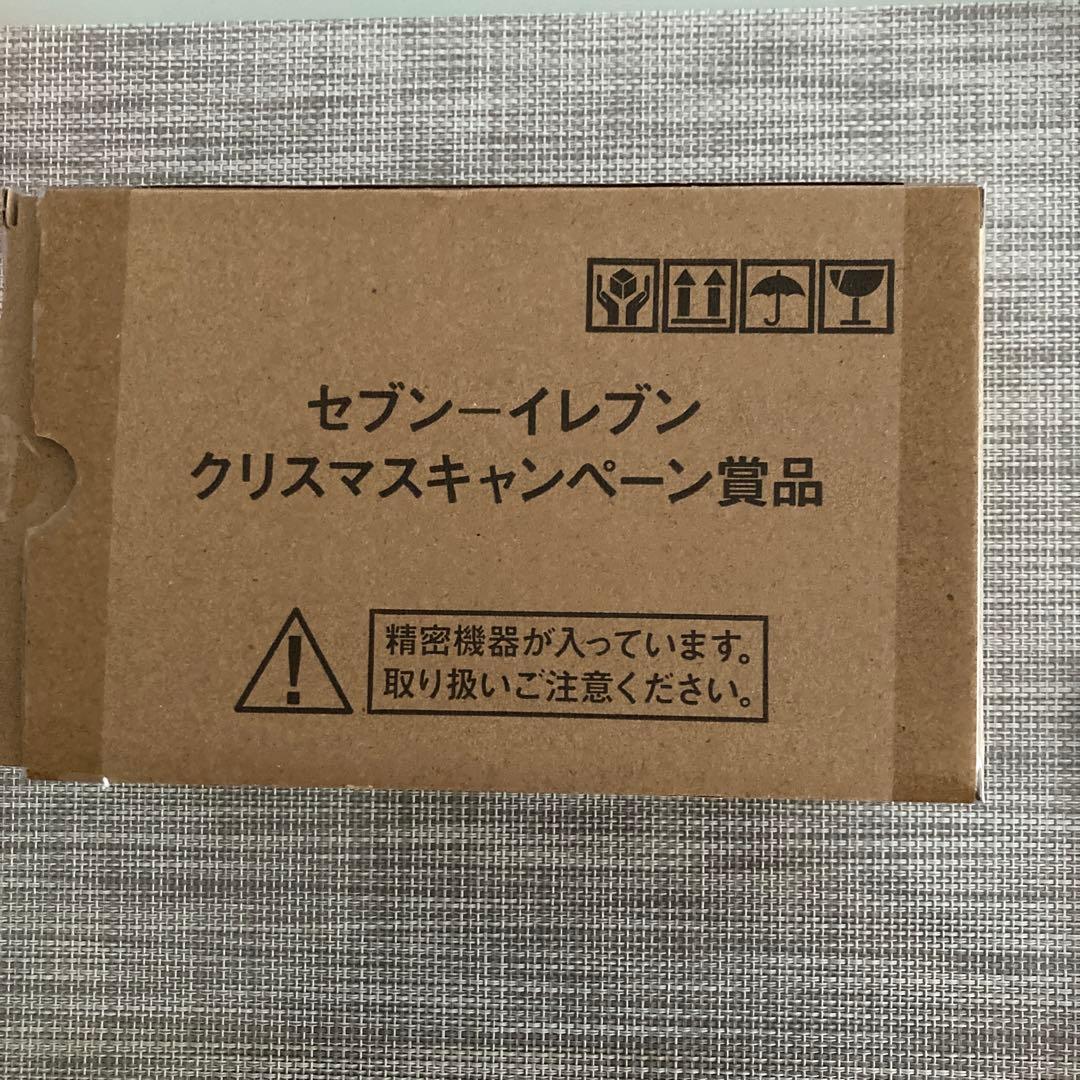 セブン－イレブン
クリスマスキャンペーン賞品
精密機器が入っています。
取り扱いご注意ください。